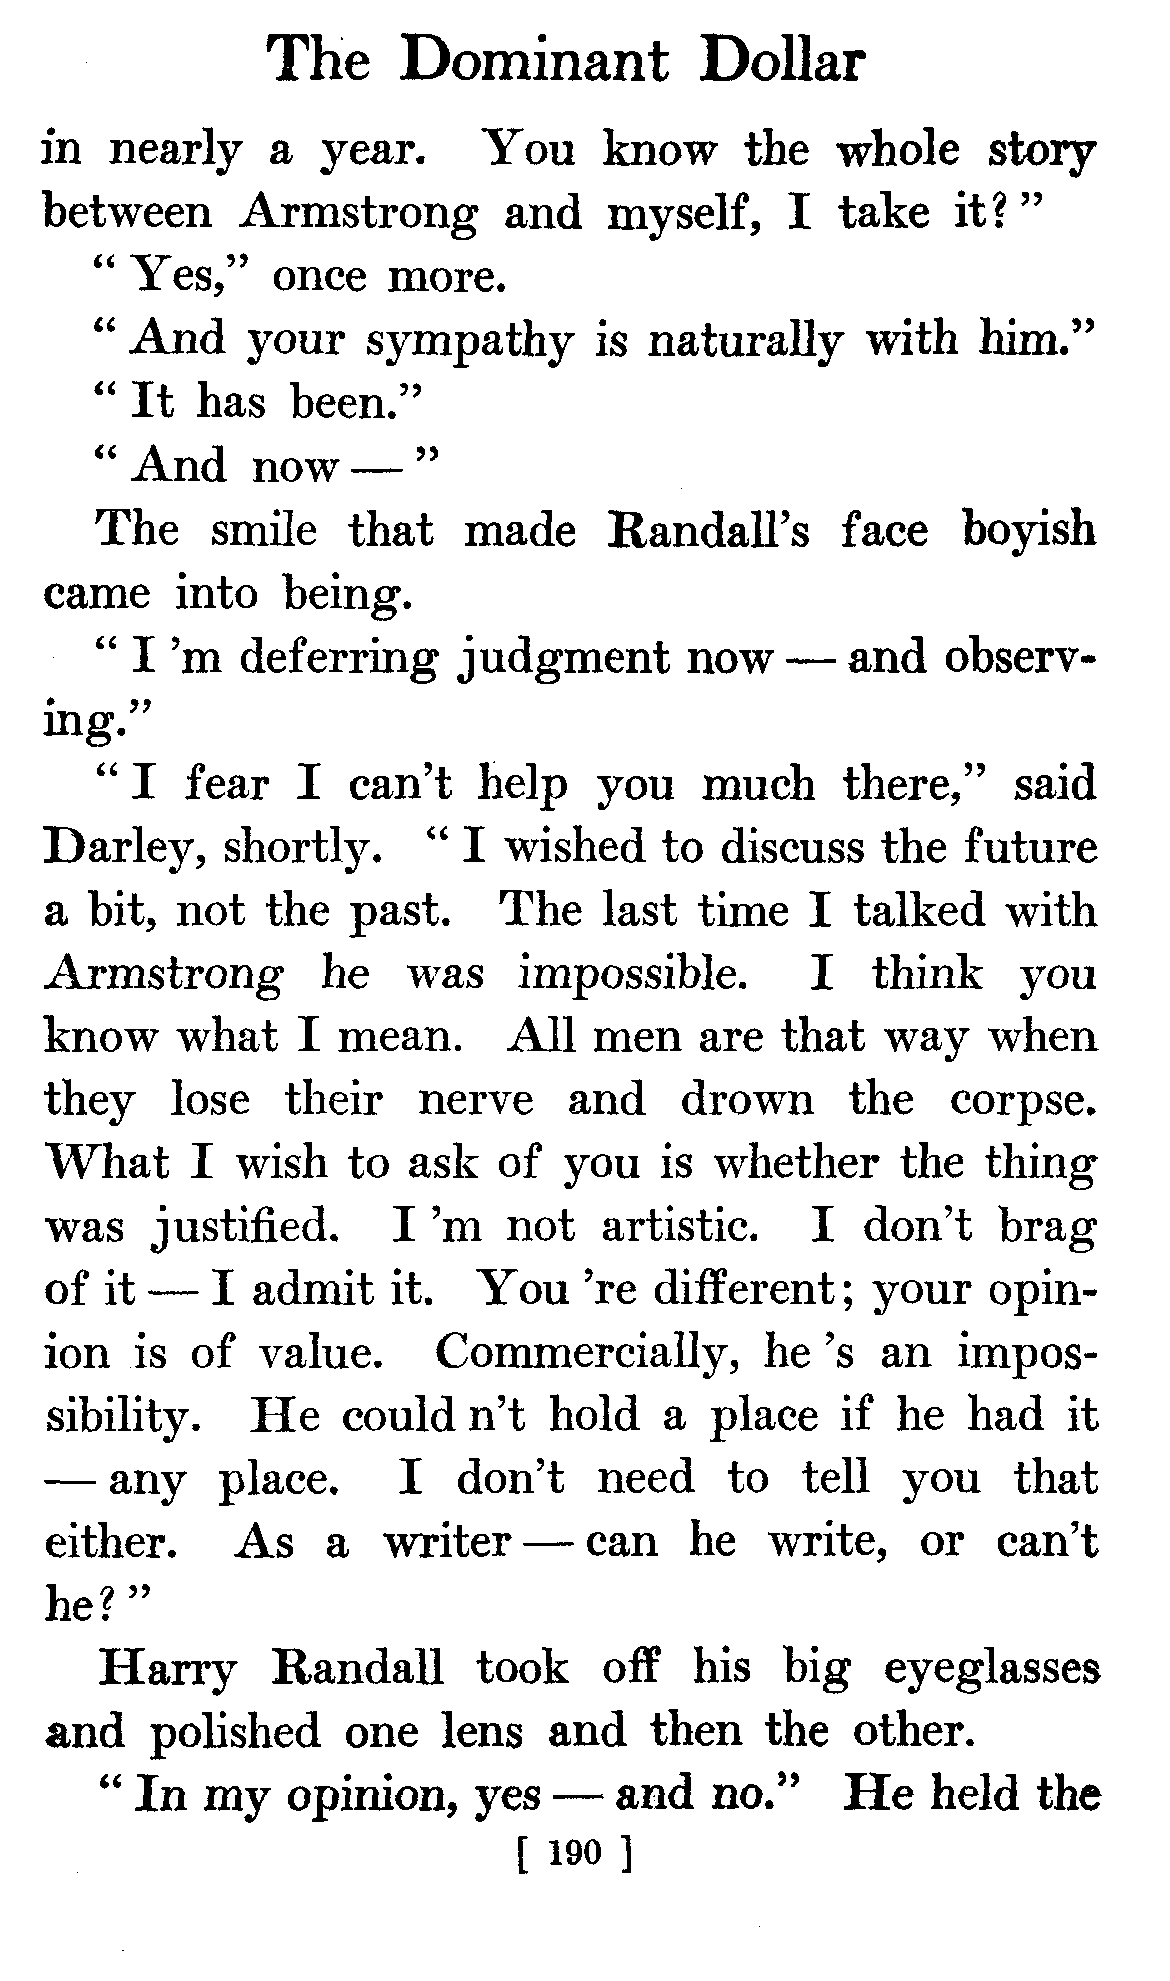 The Dominant Dollar
in nearly a year. You know the whole story
between Armstrong and myself, I take it?”
“Yes,” once more.
“And your sympathy is naturally with him.”
“It has been.”
“And now—”
The smile that made Randall’s face boyish
came into being.
“I ’m deferring judgment now — and observ-
ing.”
“I fear I can’t help you much there,” said
Darley, shortly. “I wished to discuss the future
a bit, not the past. The last time I talked with
Armstrong he was impossible. I think you
know what I mean. All men are that way when
they lose their nerve and drown the corpse.
What I wish to ask of you is whether the thing
was justified. I ’m not artistic. I don’t brag
of it — I admit it. You ’re different; your opin-
ion is of value. Commercially, he ’s an impos-
sibility. He could n’t hold a place if he had it
— any place. I don’t need to tell you that
either. As a writer — can he write, or can’t
he?”
Harry Randall took off his big eyeglasses
and polished one lens and then the other.
“In my opinion, yes — and no.” He held the
[ 190 ]